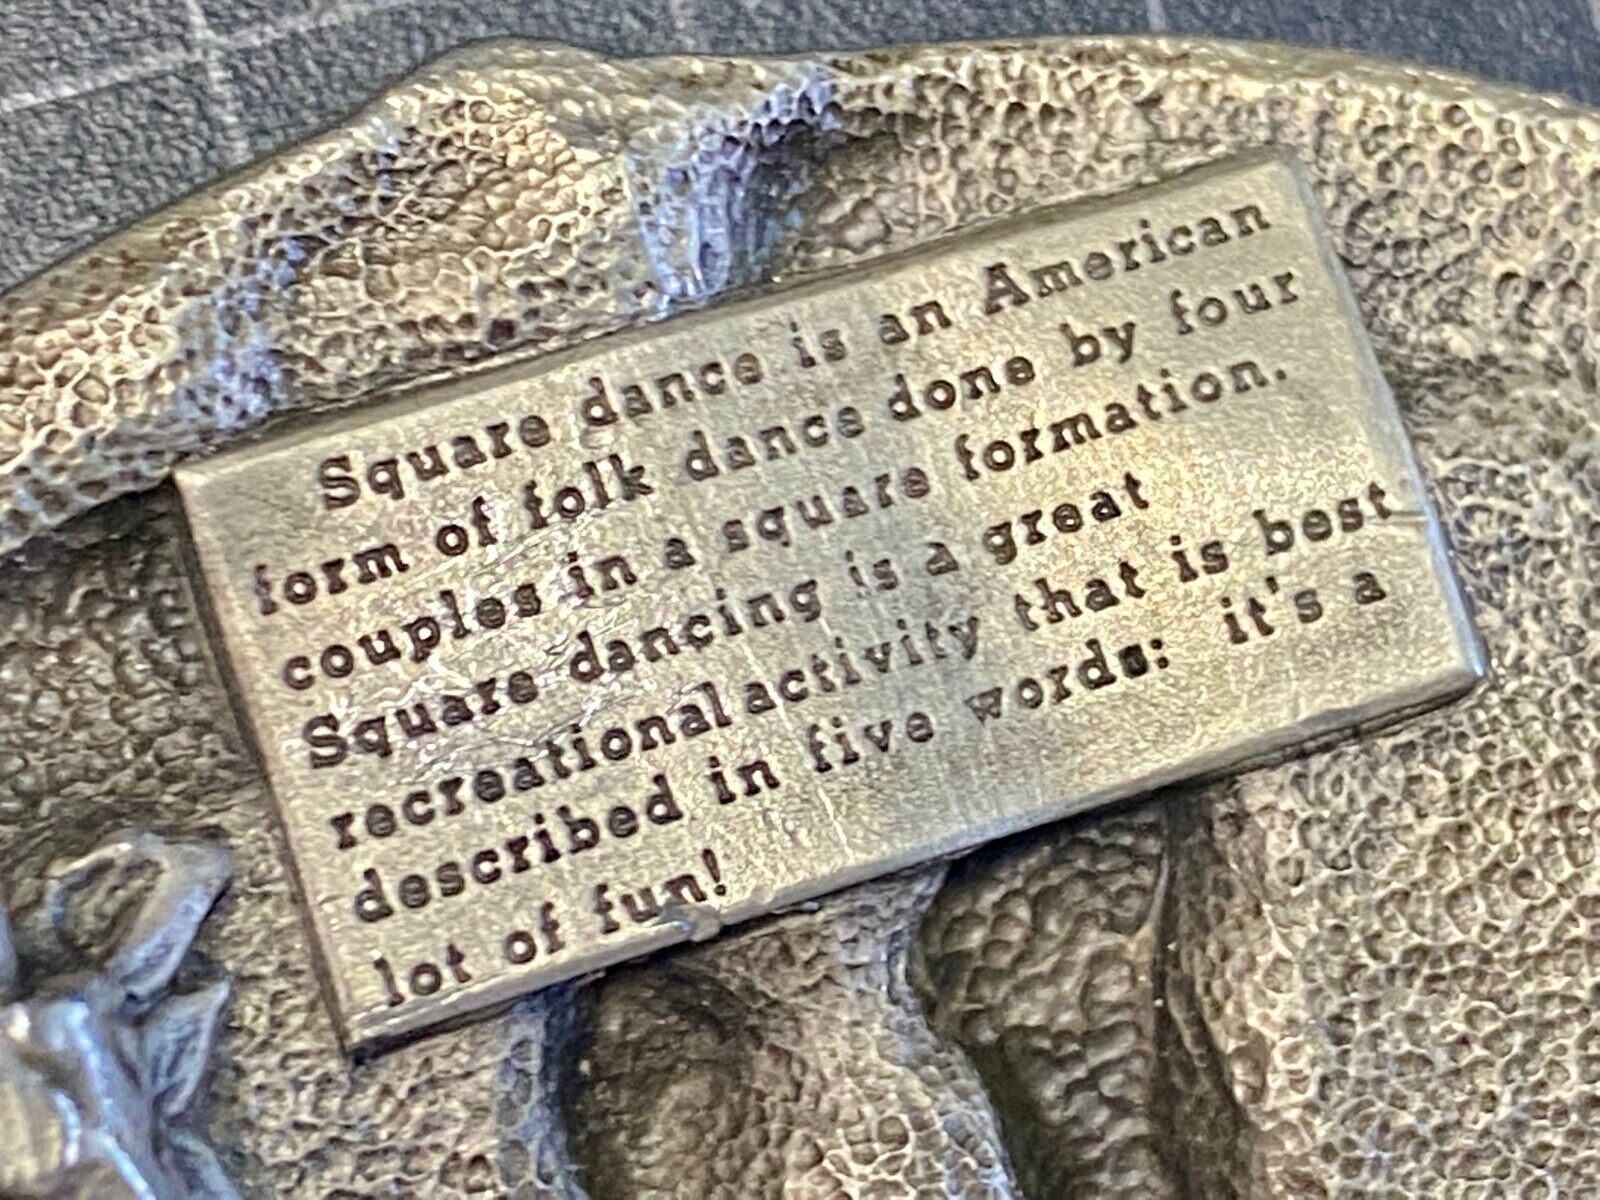 Square dance is an American
form of folk dance done by four
couples in a square formation.
Square dancing is a great
recreational activity that is best
described in five words: it's a
lot of fun!